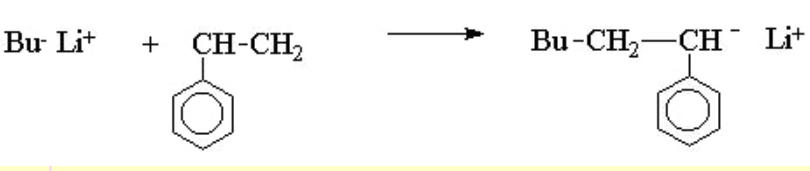 Bu- Li+ + CH-CH2 Bu-CH2—CH- Li+